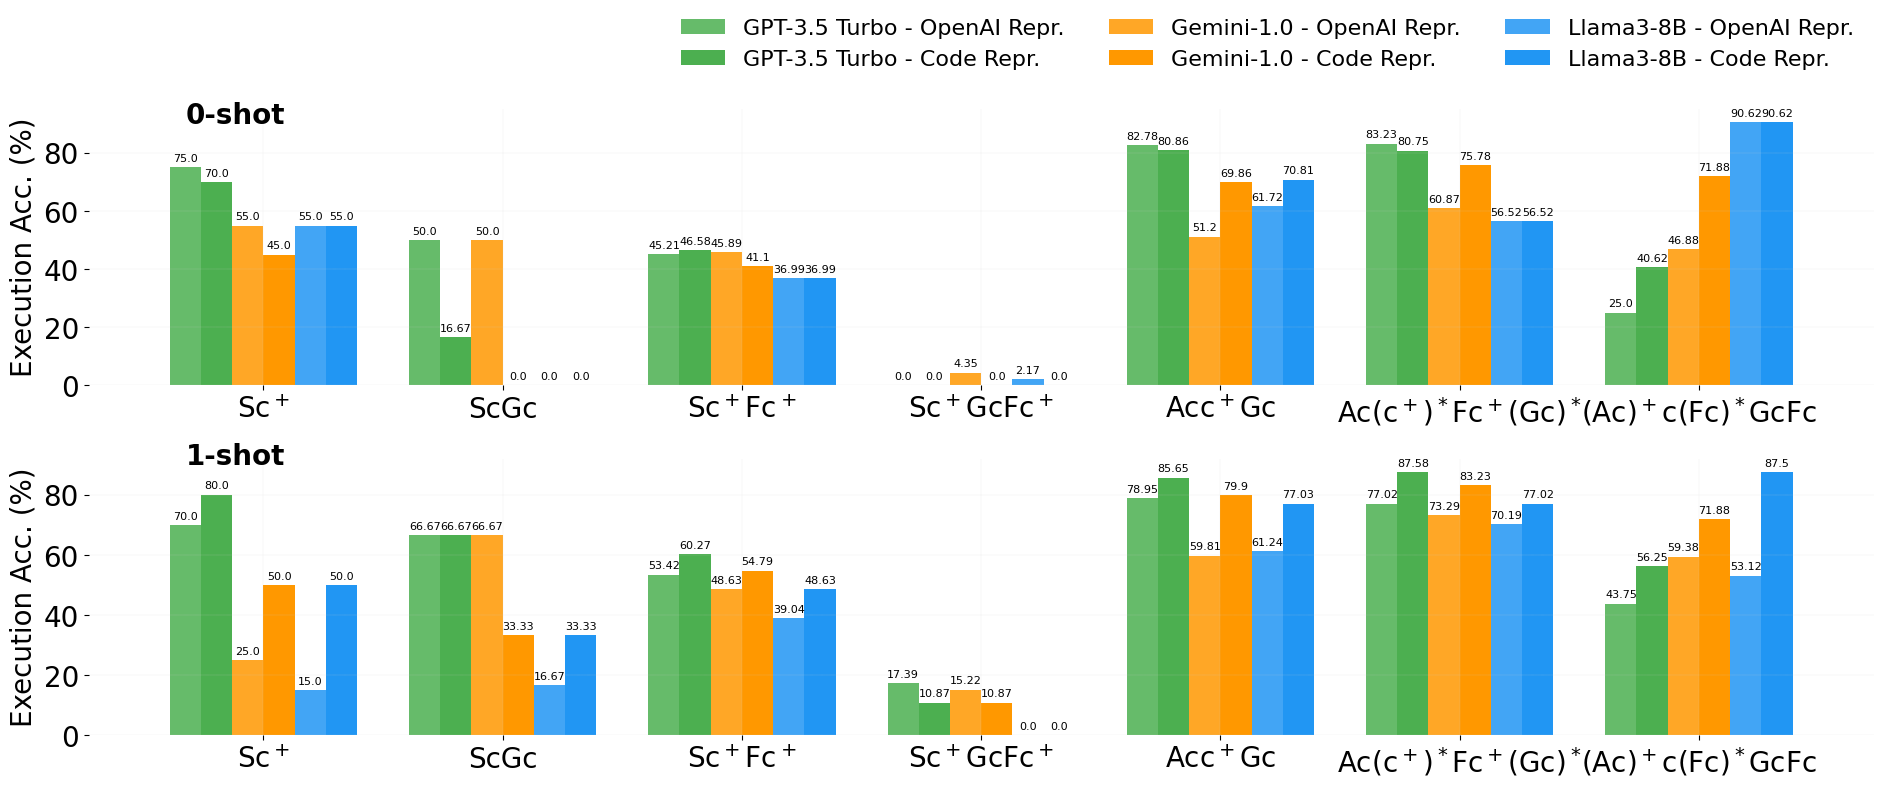 GPT-3.5 Turbo - OpenAI Repr.
GPT-3.5 Turbo - Code Repr.
Gemini-1.0 - OpenAI Repr.
Gemini-1.0 - Code Repr.
Llama3-8B - OpenAI Repr.
Llama3-8B - Code Repr.
0-shot
Execution Acc. (%)
80
60
40
20
0
75.0 70.0 55.0 45.0 55.0 55.0
50.0 16.67 50.0 0.0 0.0 0.0
45.21 46.58 45.89 41.1 36.99 36.99
0.0 0.0 4.35 0.0 2.17 0.0
82.78 80.86 51.2 69.86 61.72 70.81
83.23 80.75 60.87 75.78 56.52 56.52
25.0 40.62 46.88 71.88 90.62 90.62
Sc⁺ ScGc Sc⁺Fc⁺ Sc⁺GcFc⁺ Acc⁺Gc Ac(c⁺)*Fc⁺(Gc)* (Ac)⁺c(Fc)*GcFc
1-shot
Execution Acc. (%)
80
60
40
20
0
70.0 80.0 25.0 50.0 15.0 50.0
66.67 66.67 66.67 33.33 16.67 33.33
53.42 60.27 48.63 54.79 39.04 48.63
17.39 10.87 15.22 10.87 0.0 0.0
78.95 85.65 59.81 79.9 61.24 77.03
77.02 87.58 73.29 83.23 70.19 77.02
43.75 56.25 59.38 71.88 53.12 87.5
Sc⁺ ScGc Sc⁺Fc⁺ Sc⁺GcFc⁺ Acc⁺Gc Ac(c⁺)*Fc⁺(Gc)* (Ac)⁺c(Fc)*GcFc